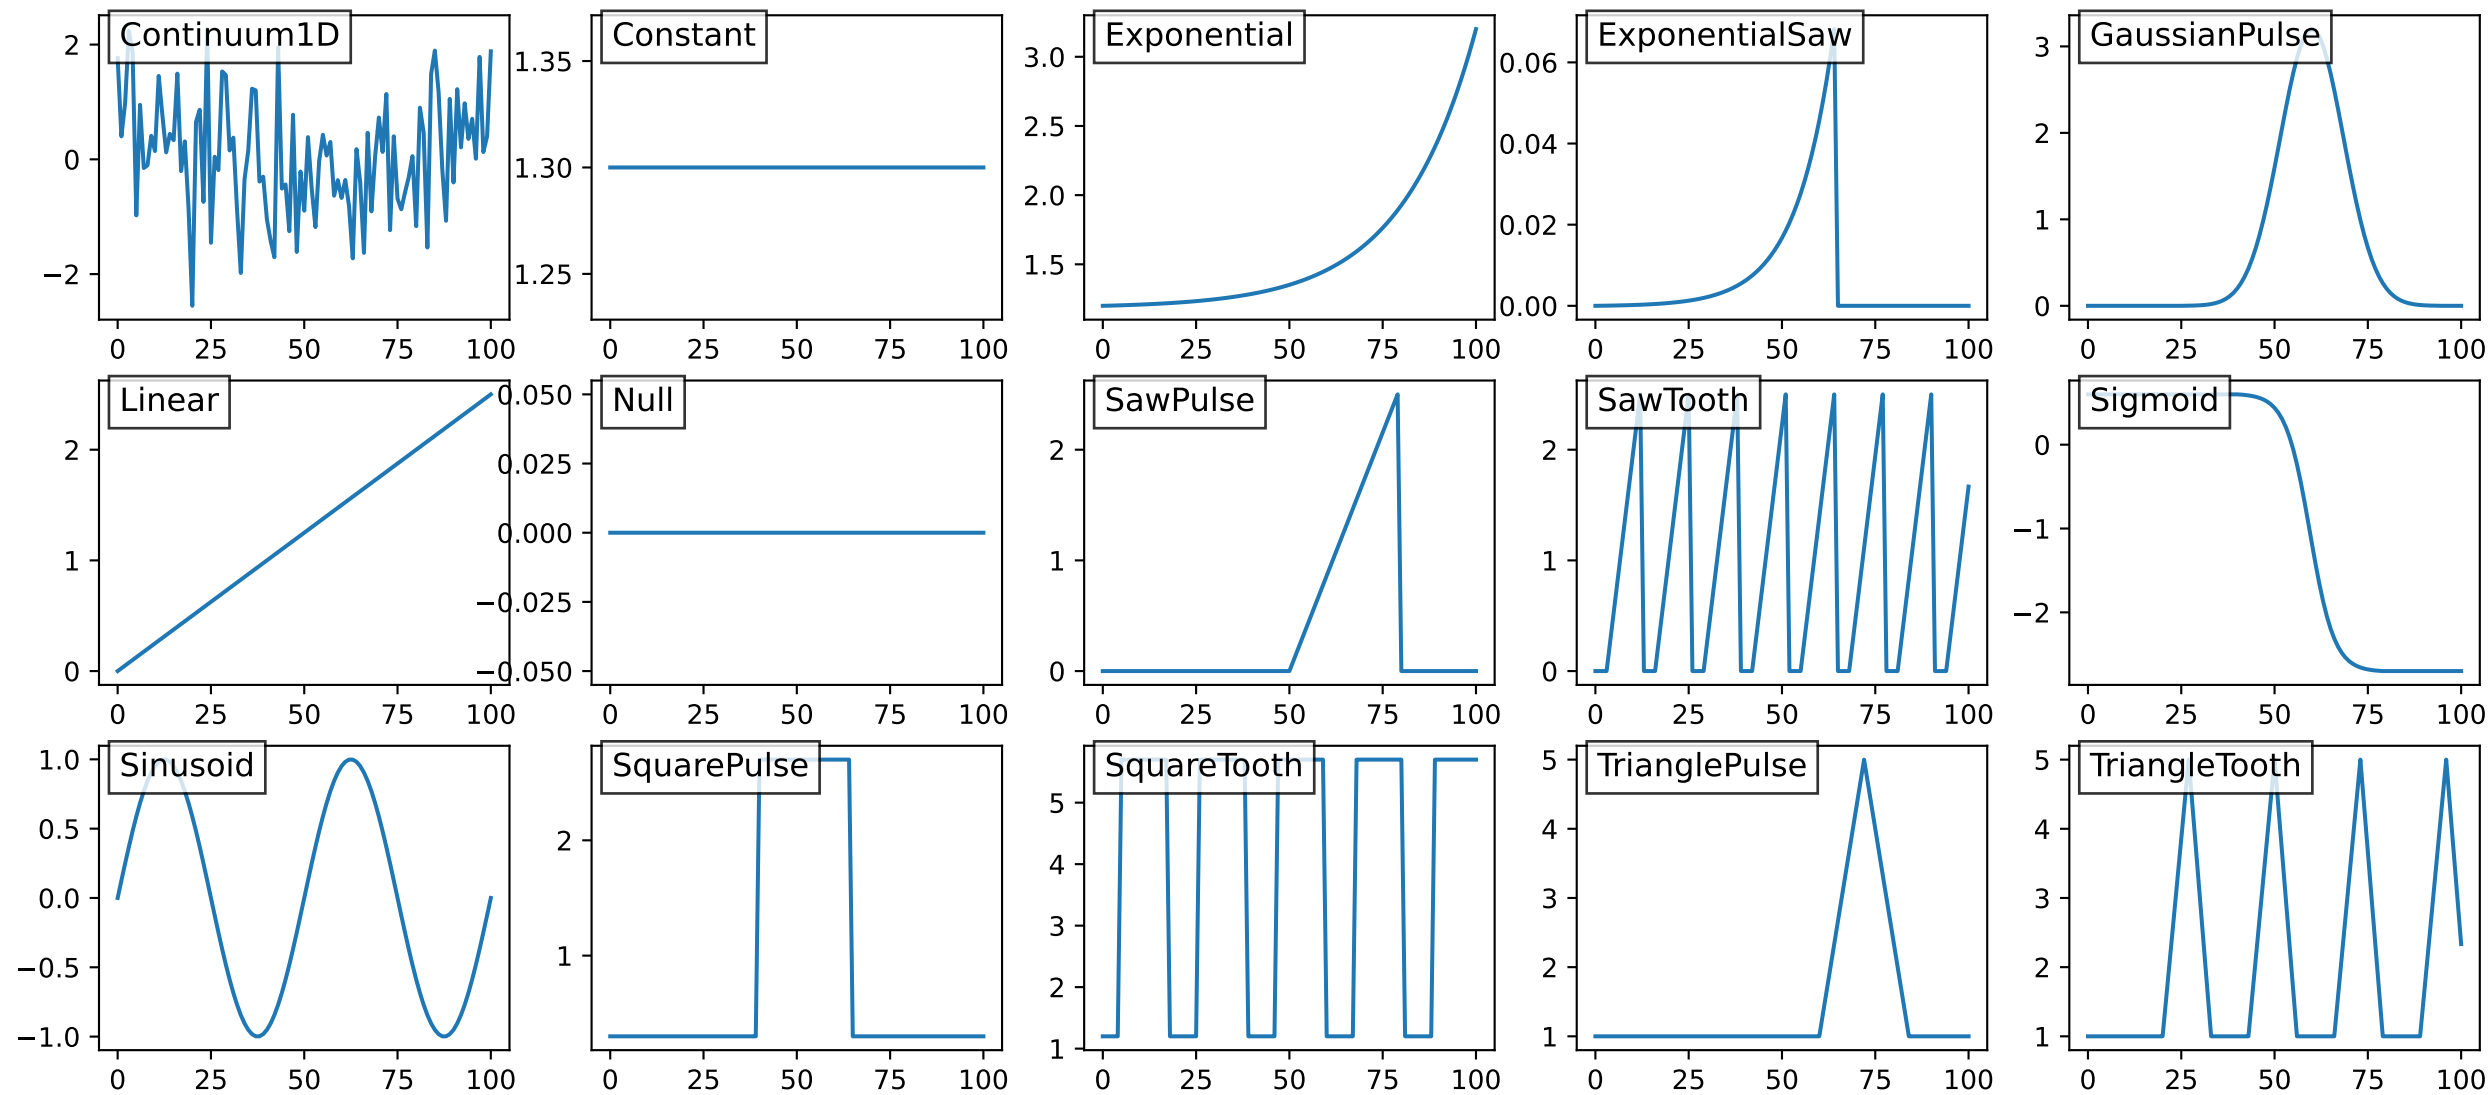 Continuum1D
2
0
−2
0 25 50 75 100
Constant
1.35
1.30
1.25
0 25 50 75 100
Exponential
3.0
2.5
2.0
1.5
0 25 50 75 100
ExponentialSaw
0.06
0.04
0.02
0.00
0 25 50 75 100
GaussianPulse
3
2
1
0
0 25 50 75 100
Linear
2
1
0
0 25 50 75 100
Null
0.050
0.025
0.000
−0.025
−0.050
0 25 50 75 100
SawPulse
2
1
0
0 25 50 75 100
SawTooth
2
1
0
0 25 50 75 100
Sigmoid
0
−1
−2
0 25 50 75 100
Sinusoid
1.0
0.5
0.0
−0.5
−1.0
0 25 50 75 100
SquarePulse
2
1
0 25 50 75 100
SquareTooth
5
4
3
2
1
0 25 50 75 100
TrianglePulse
5
4
3
2
1
0 25 50 75 100
TriangleTooth
5
4
3
2
1
0 25 50 75 100